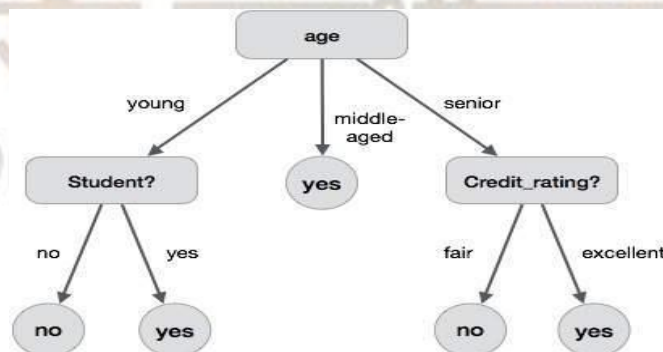 age
young
middle-
aged
senior
Student?
yes
Credit_rating?
no
yes
fair
excellent
no
yes
no
yes